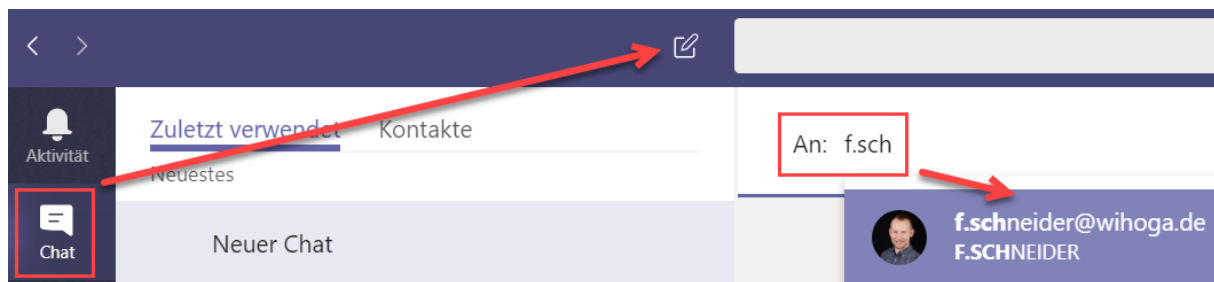 Aktivität
Chat
Zuletzt verwendet Kontakte
Neuestes
Neuer Chat
An: f.sch
f.schneider@wihoga.de
F.SCHNEIDER